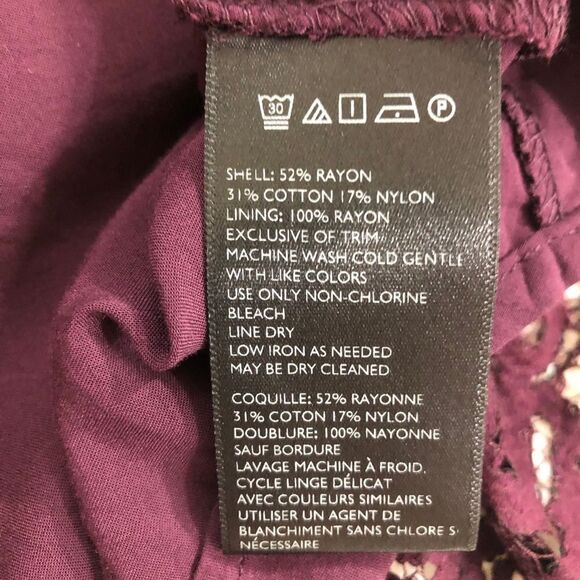 30 P
SHELL: 52% RAYON
31% COTTON 17% NYLON
LINING: 100% RAYON
EXCLUSIVE OF TRIM
MACHINE WASH COLD GENTLE
WITH LIKE COLORS
USE ONLY NON-CHLORINE
BLEACH
LINE DRY
LOW IRON AS NEEDED
MAY BE DRY CLEANED
COQUILLE: 52% RAYONNE
31% COTON 17% NYLON
DOUBLURE: 100% NAYONNE
SAUF BORDURE
LAVAGE MACHINE À FROID.
CYCLE LINGE DÉLICAT
AVEC COULEURS SIMILAIRES
UTILISER UN AGENT DE
BLANCHIMENT SANS CHLORE S
NÉCESSAIRE